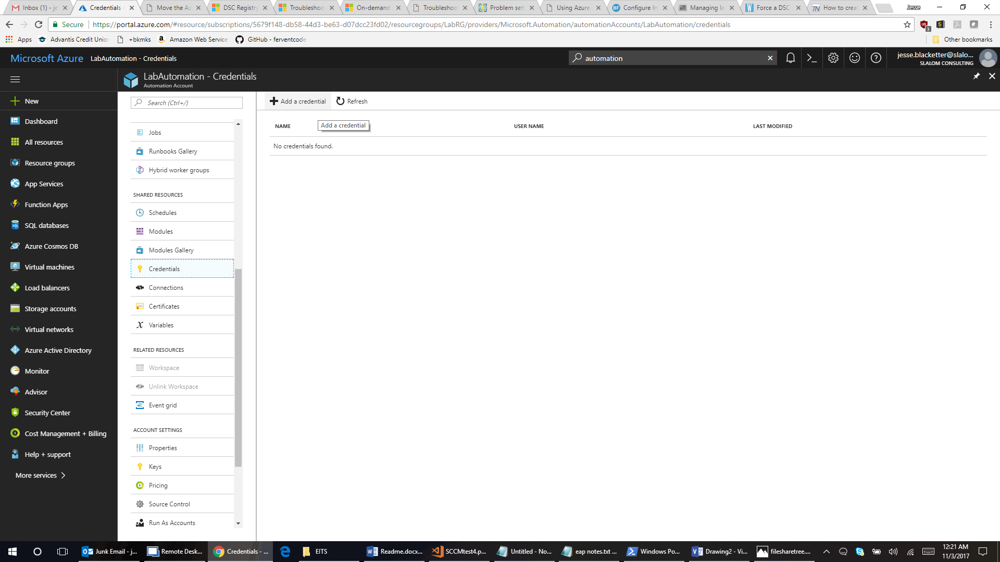 Inbox (1) - je
Credentials -
Move the Az
DSC Registry
Troubleshoo
On-demand
Troubleshoo
Problem sett
Using Azure
Configure In
Managing la
Force a DSC
How to creat
Jesse
Secure
https://portal.azure.com/#resource/subscriptions/5679f148-db58-44d3-be63-d07dcc23fd02/resourcegroups/LabRG/providers/Microsoft.Automation/automationAccounts/LabAutomation/credentials
3
Apps
Advantis Credit Union
+bkmks
Amazon Web Service
GitHub - ferventcode
Other bookmarks
Microsoft Azure
LabAutomation - Credentials
automation
jesse.blacketter@slalo...
SLALOM CONSULTING
LabAutomation - Credentials
Automation Account
New
Dashboard
All resources
Resource groups
App Services
Function Apps
SQL databases
Azure Cosmos DB
Virtual machines
Load balancers
Storage accounts
Virtual networks
Azure Active Directory
Monitor
Advisor
Security Center
Cost Management + Billing
Help + support
More services
Search (Ctrl+/)
Jobs
Runbooks Gallery
Hybrid worker groups
SHARED RESOURCES
Schedules
Modules
Modules Gallery
Credentials
Connections
Certificates
Variables
RELATED RESOURCES
Workspace
Unlink Workspace
Event grid
ACCOUNT SETTINGS
Properties
Keys
Pricing
Source Control
Run As Accounts
Add a credential
Refresh
NAME
Add a credential
USER NAME
LAST MODIFIED
No credentials found.
Junk Email - j...
Remote Desk...
Credentials - ...
EITS
Readme.docx...
SCCMtest4.p...
Untitled - No...
eap notes.txt ...
Windows Po...
Drawing2 - Vi...
filesharetree....
12:21 AM
11/3/2017